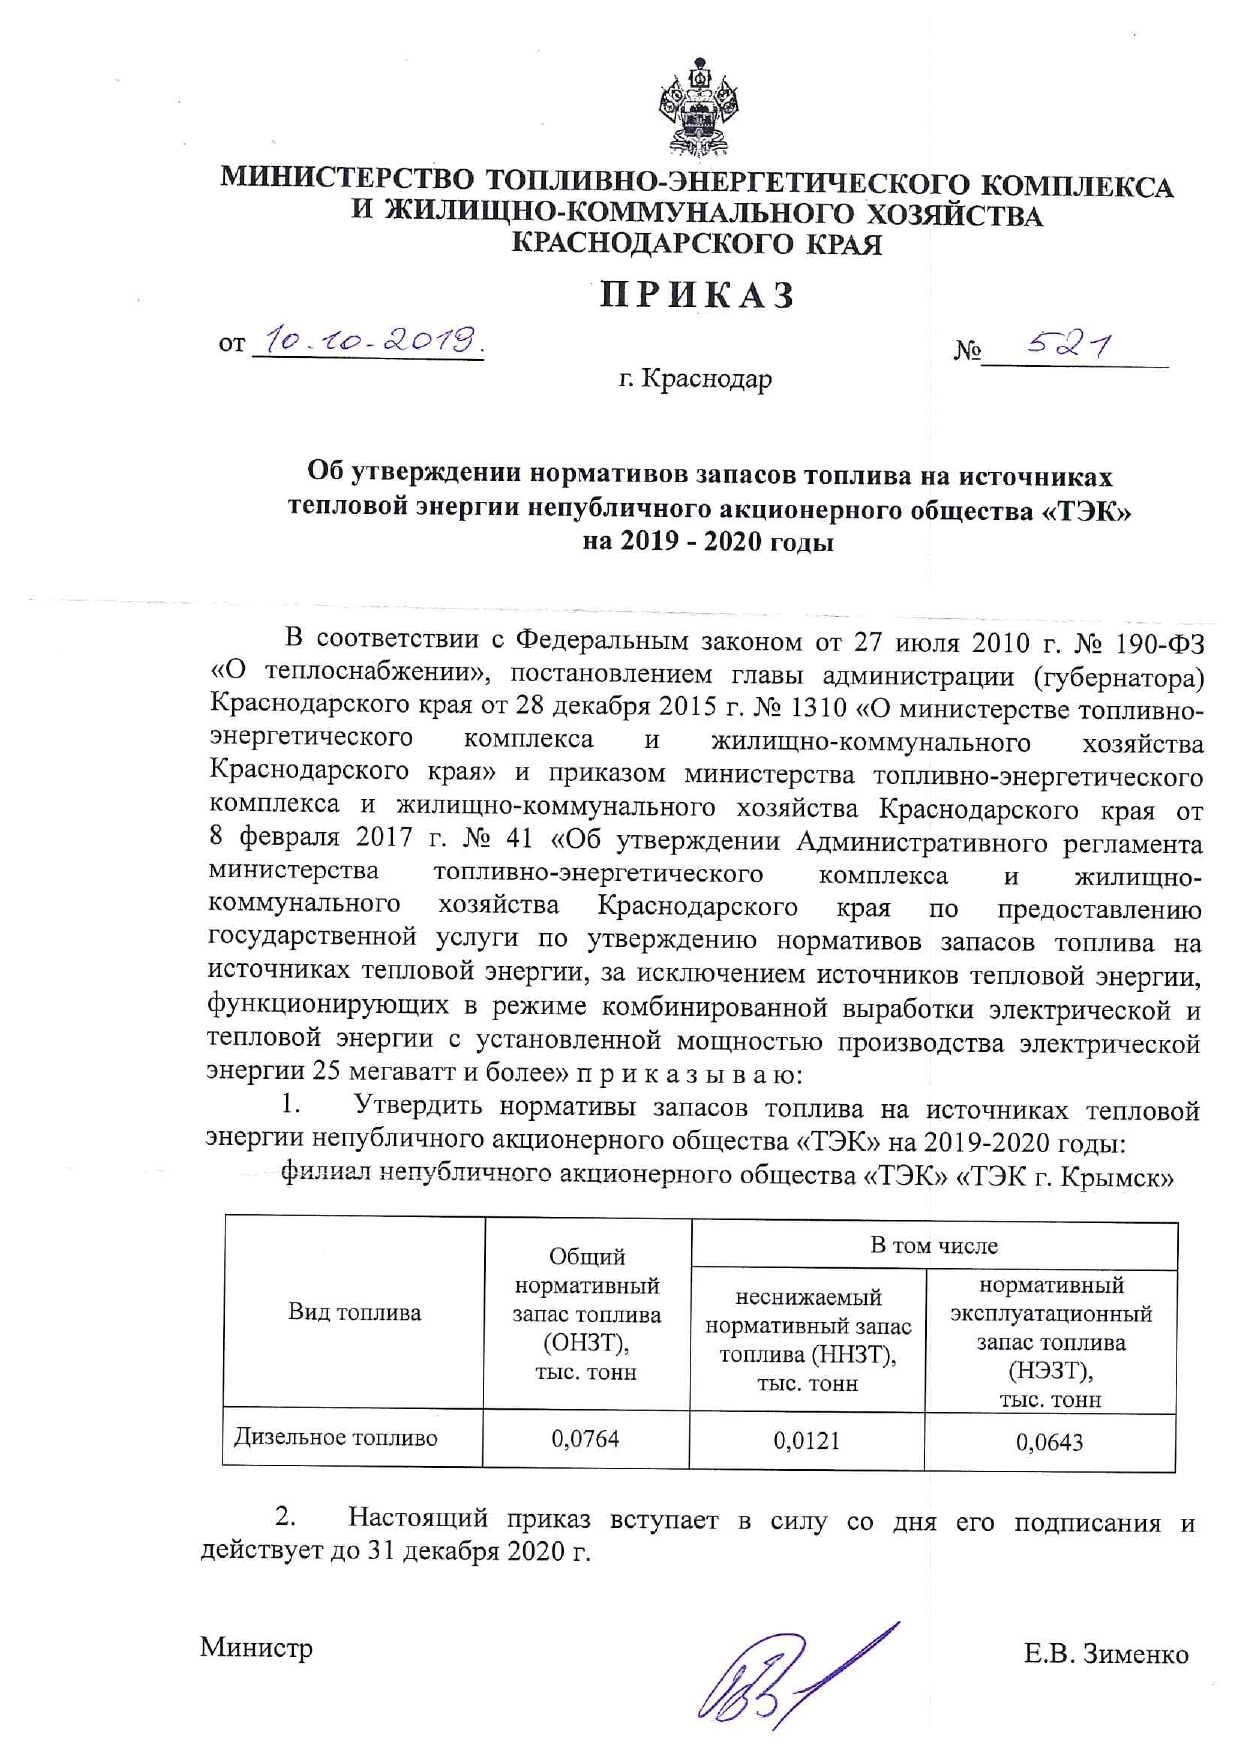 МИНИСТЕРСТВО ТОПЛИВНО-ЭНЕРГЕТИЧЕСКОГО КОМПЛЕКСА
И ЖИЛИЩНО-КОММУНАЛЬНОГО ХОЗЯЙСТВА
КРАСНОДАРСКОГО КРАЯ
ПРИКАЗ
от 10.10.2019. № 521
г. Краснодар
Об утверждении нормативов запасов топлива на источниках
тепловой энергии непубличного акционерного общества «ТЭК»
на 2019 - 2020 годы
В соответствии с Федеральным законом от 27 июля 2010 г. № 190-ФЗ
«О теплоснабжении», постановлением главы администрации (губернатора)
Краснодарского края от 28 декабря 2015 г. № 1310 «О министерстве топливно-
энергетического комплекса и жилищно-коммунального хозяйства
Краснодарского края» и приказом министерства топливно-энергетического
комплекса и жилищно-коммунального хозяйства Краснодарского края от
8 февраля 2017 г. № 41 «Об утверждении Административного регламента
министерства топливно-энергетического комплекса и жилищно-
коммунального хозяйства Краснодарского края по предоставлению
государственной услуги по утверждению нормативов запасов топлива на
источниках тепловой энергии, за исключением источников тепловой энергии,
функционирующих в режиме комбинированной выработки электрической и
тепловой энергии с установленной мощностью производства электрической
энергии 25 мегаватт и более» п р и к а з ы в а ю:
1. Утвердить нормативы запасов топлива на источниках тепловой
энергии непубличного акционерного общества «ТЭК» на 2019-2020 годы:
филиал непубличного акционерного общества «ТЭК» «ТЭК г. Крымск»
Вид топлива
Общий
нормативный
запас топлива
(ОНЗТ),
тыс. тонн
В том числе
неснижаемый
нормативный запас
топлива (ННЗТ),
тыс. тонн
нормативный
эксплуатационный
запас топлива
(НЭЗТ),
тыс. тонн
Дизельное топливо 0,0764 0,0121 0,0643
2. Настоящий приказ вступает в силу со дня его подписания и
действует до 31 декабря 2020 г.
Министр Е.В. Зименко